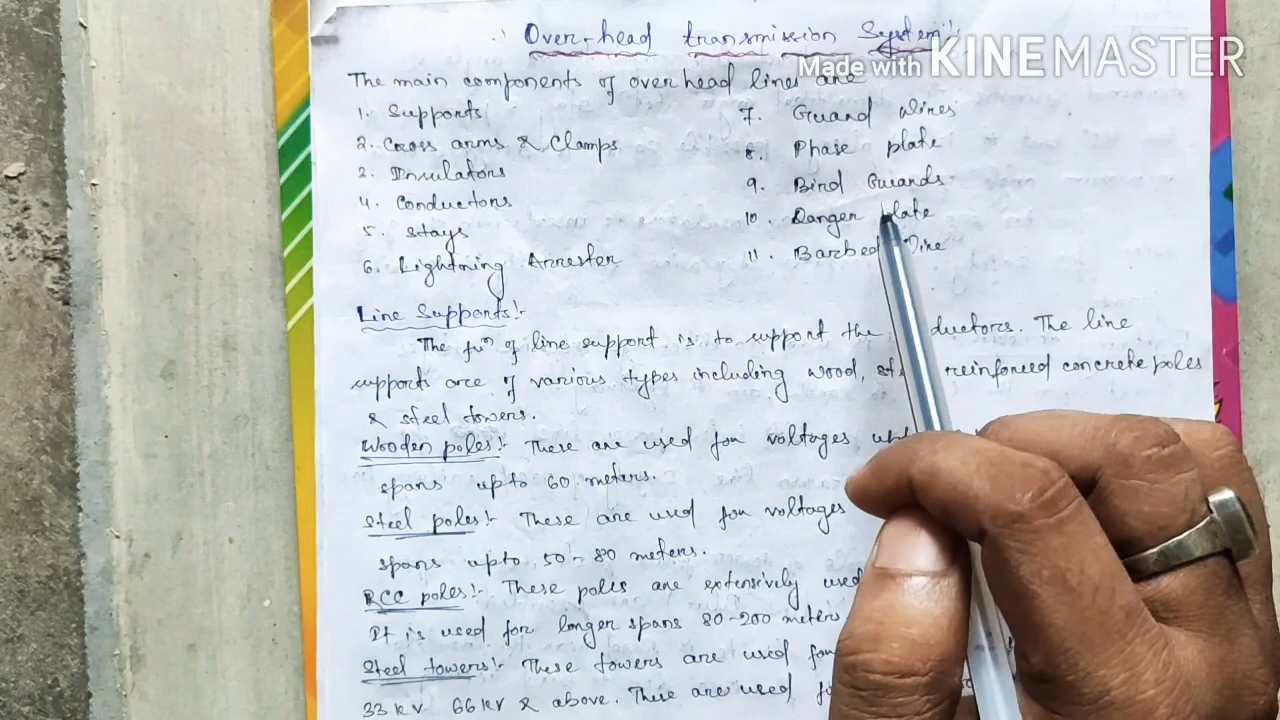 Over-head transmission System :-
Made with KINEMASTER
The main components of overhead lines are
1. Supports
2. Cross arms & Clamps
2. Insulators
4. Conductors
5. Stays
6. Lightning Arrester
7. Guard wires
8. Phase plate
9. Bird Guards
10. Danger plate
11. Barbed Wire
Line Supports :-
The fuⁿ of line support is to support the ductors. The line
supports are of various types including wood, reinforced concrete poles
& steel towers.
Wooden poles :- These are used for voltages
spans upto 60 meters.
Steel poles :- These are used for voltages
spans upto 50-80 meters.
RCC poles :- These poles are extensively used
It is used for longer spans 80-200 meters
Steel towers :- These towers are used for
33 kv 66 kv & above. These are used